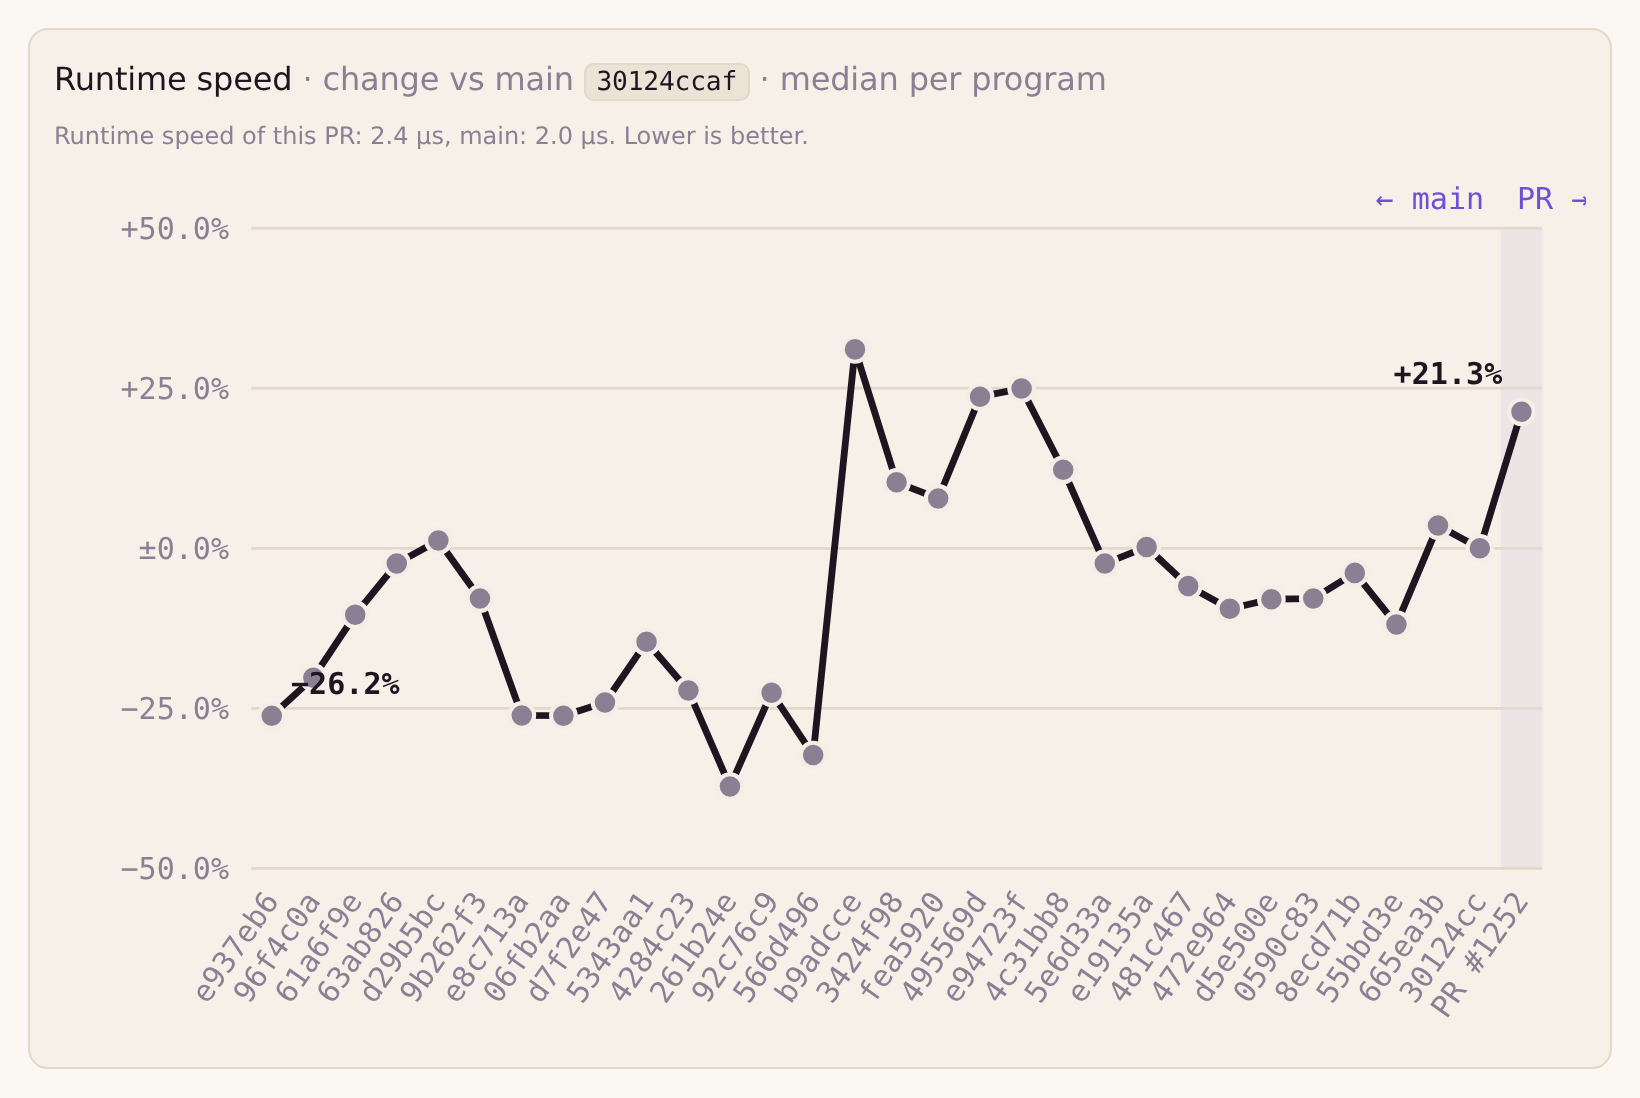 Runtime speed · change vs main 30124ccaf · median per program
Runtime speed of this PR: 2.4 µs, main: 2.0 µs. Lower is better.
← main PR →
+50.0%
+25.0%
±0.0%
−25.0%
−50.0%
+21.3%
−26.2%
e937eb6
96f4c0a
61a6f9e
63ab826
d29b5bc
9b262f3
e8c713a
06fb2aa
d7f2e47
5343aa1
4284c23
261b24e
92c76c9
566d496
b9adcce
3424f98
fea5920
495569d
e94723f
4c31bb8
5e6d33a
e19135a
481c467
472e964
d5e500e
0590c83
8ecd71b
55bbd3e
665ea3b
30124cc
PR #1252